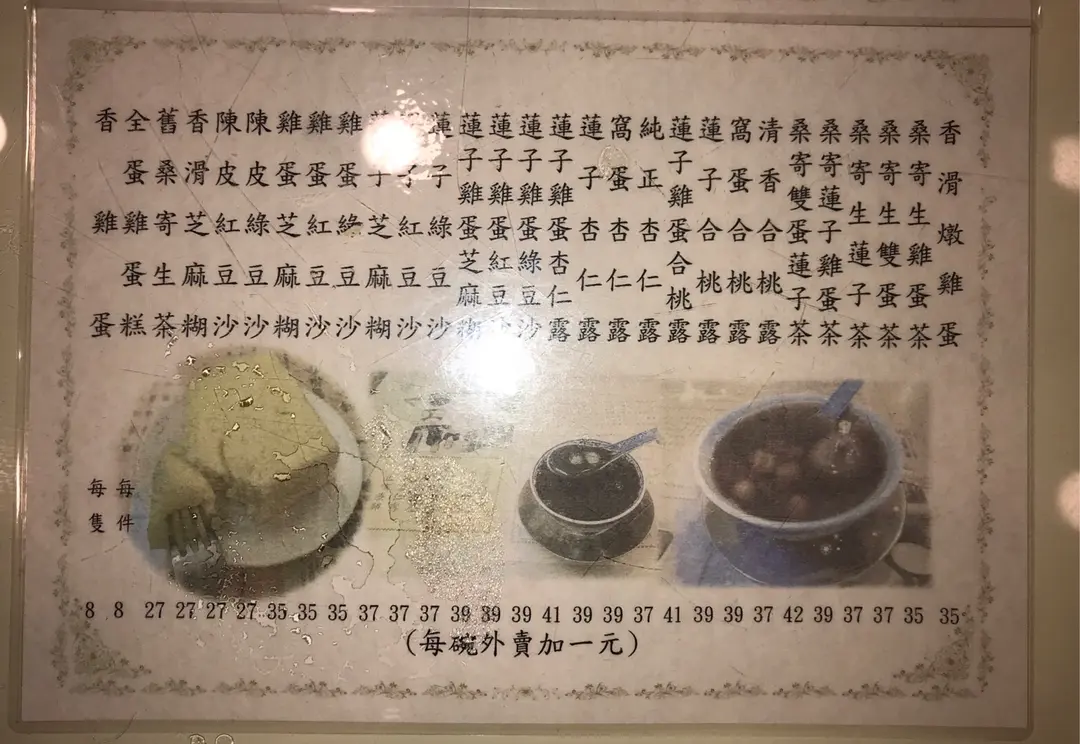 香滑燉雞蛋 35
桑寄生雞蛋茶 35
桑寄生雙蛋茶 37
桑寄生蓮子茶 37
桑寄蓮子雞蛋茶 39
桑寄雙蛋蓮子茶 42
清香合桃露 37
窩蛋合桃露 39
蓮子合桃露 39
蓮子雞蛋合桃露 41
純正杏仁露 37
窩蛋杏仁露 39
蓮子杏仁露 39
蓮子雞蛋杏仁露 41
蓮子雞蛋綠豆沙 39
蓮子雞蛋紅豆沙 39
蓮子雞蛋芝麻糊 39
蓮子綠豆沙 37
子紅豆沙 37
蓮子芝麻糊 37
雞蛋綠豆沙 35
雞蛋紅豆沙 35
雞蛋芝麻糊 35
陳皮綠豆沙 27
陳皮紅豆沙 27
香滑芝麻糊 27
舊桑寄生茶 27
全蛋雞蛋糕 每件 8
香雞蛋 每隻 8
(每碗外賣加一元)